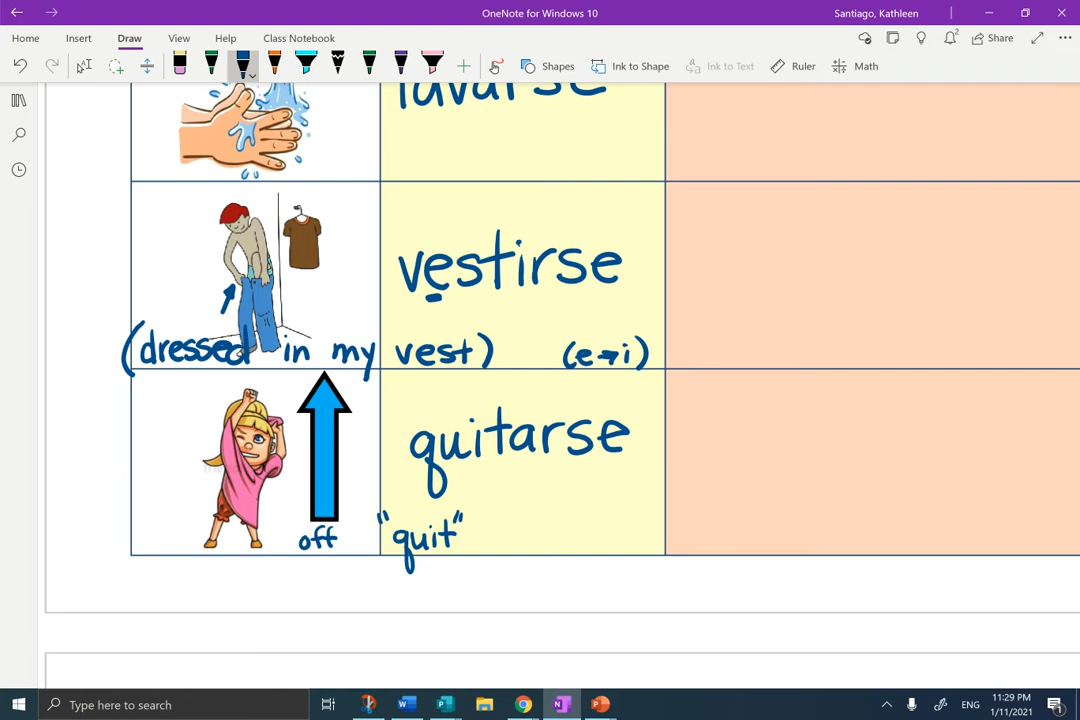 OneNote for Windows 10
Santiago, Kathleen
Home Insert Draw View Help Class Notebook
Share
Shapes Ink to Shape Ink to Text Ruler Math
lavarse
vestirse
(dressed in my vest) (e→i)
quitarse
off
"quit"
Type here to search
ENG
11:29 PM
1/11/2021